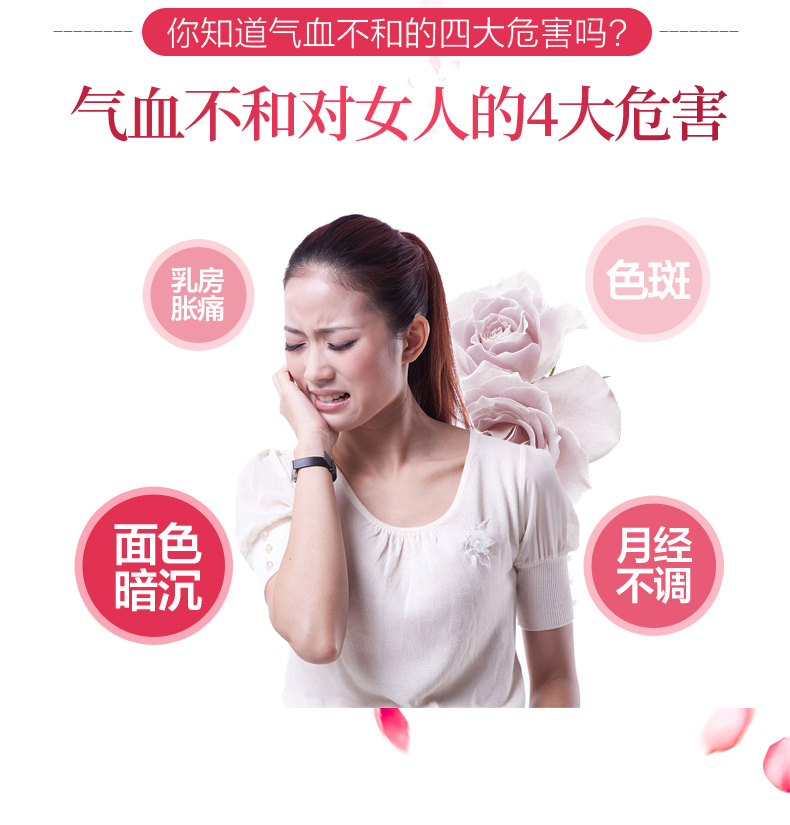 你知道气血不和的四大危害吗?
气血不和对女人的4大危害
乳房
胀痛
色斑
面色
暗沉
月经
不调